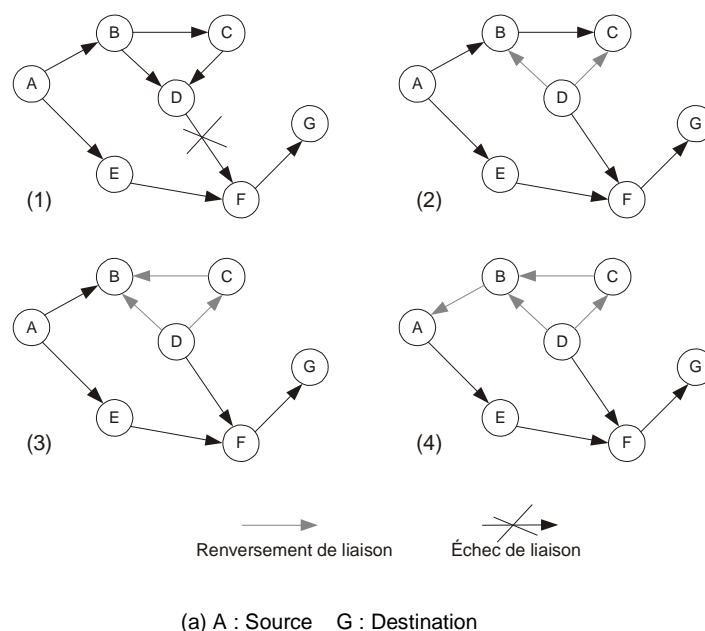 B C B C
A D A D
G G
E E
(1) F (2) F
B C B C
A D A D
G G
E E
(3) F (4) F
Renversement de liaison Échec de liaison
(a) A : Source G : Destination